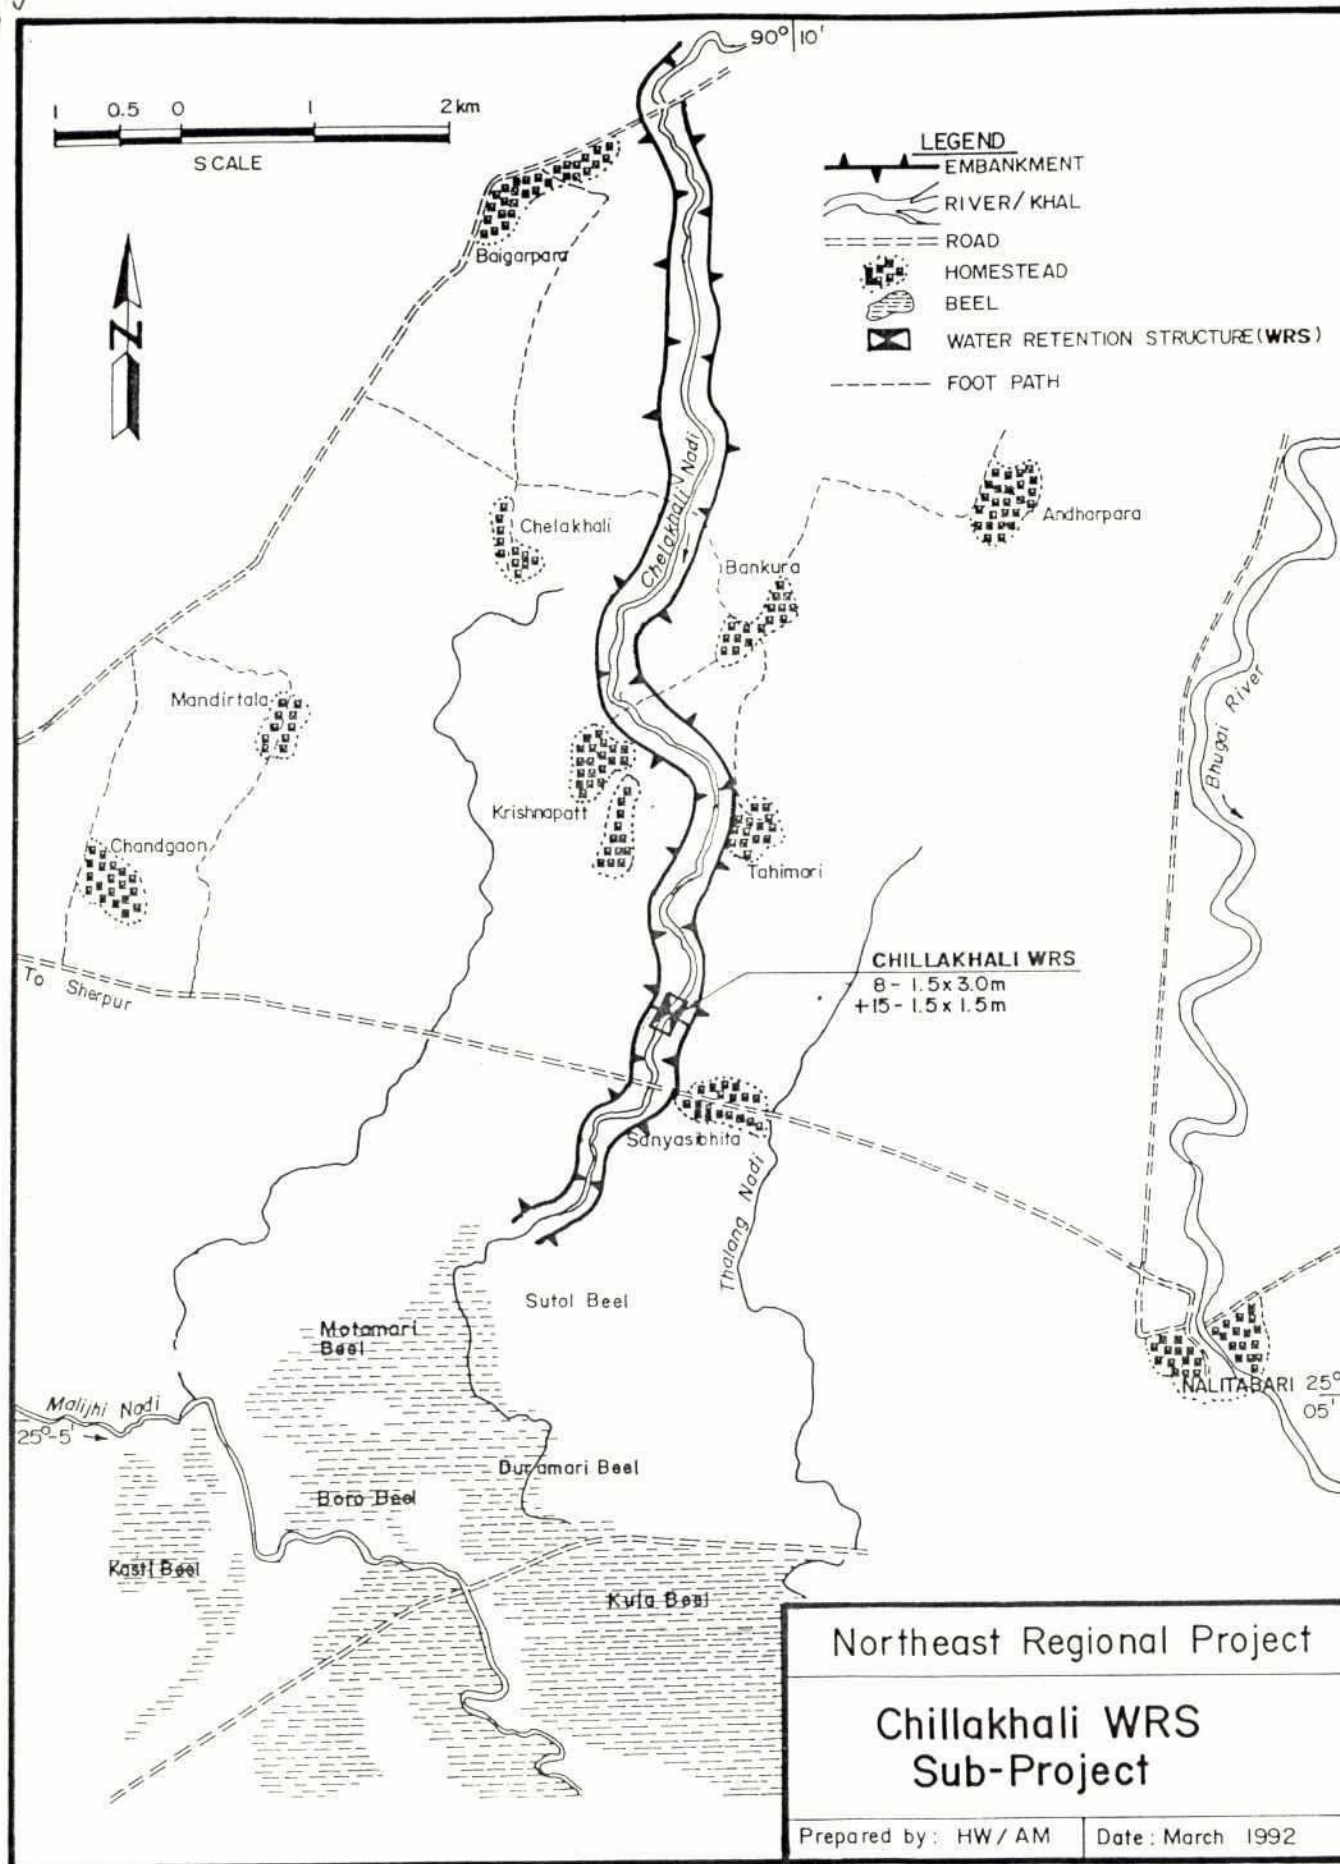 90° 10'
1 0.5 0 1 2 km
SCALE
LEGEND
EMBANKMENT
RIVER/KHAL
ROAD
HOMESTEAD
BEEL
WATER RETENTION STRUCTURE(WRS)
FOOT PATH
N
Baigarpara
Chelakhali Nadi
Chelakhali
Andharpara
Bankura
Mandirtala
Bhugai River
Krishnapatt
Chandgaon
Tahimari
CHILLAKHALI WRS
8- 1.5 x 3.0m
+15- 1.5 x 1.5m
To Sherpur
Sanyasibhita
Thalang Nadi
Sutol Beel
Motamari
Beel
NALITABARI
25°
05'
Malijhi Nadi
25°-5'
Duramari Beel
Boro Beel
Kasti Beel
Kula Beel
Northeast Regional Project
Chillakhali WRS
Sub-Project
Prepared by: HW/AM
Date: March 1992